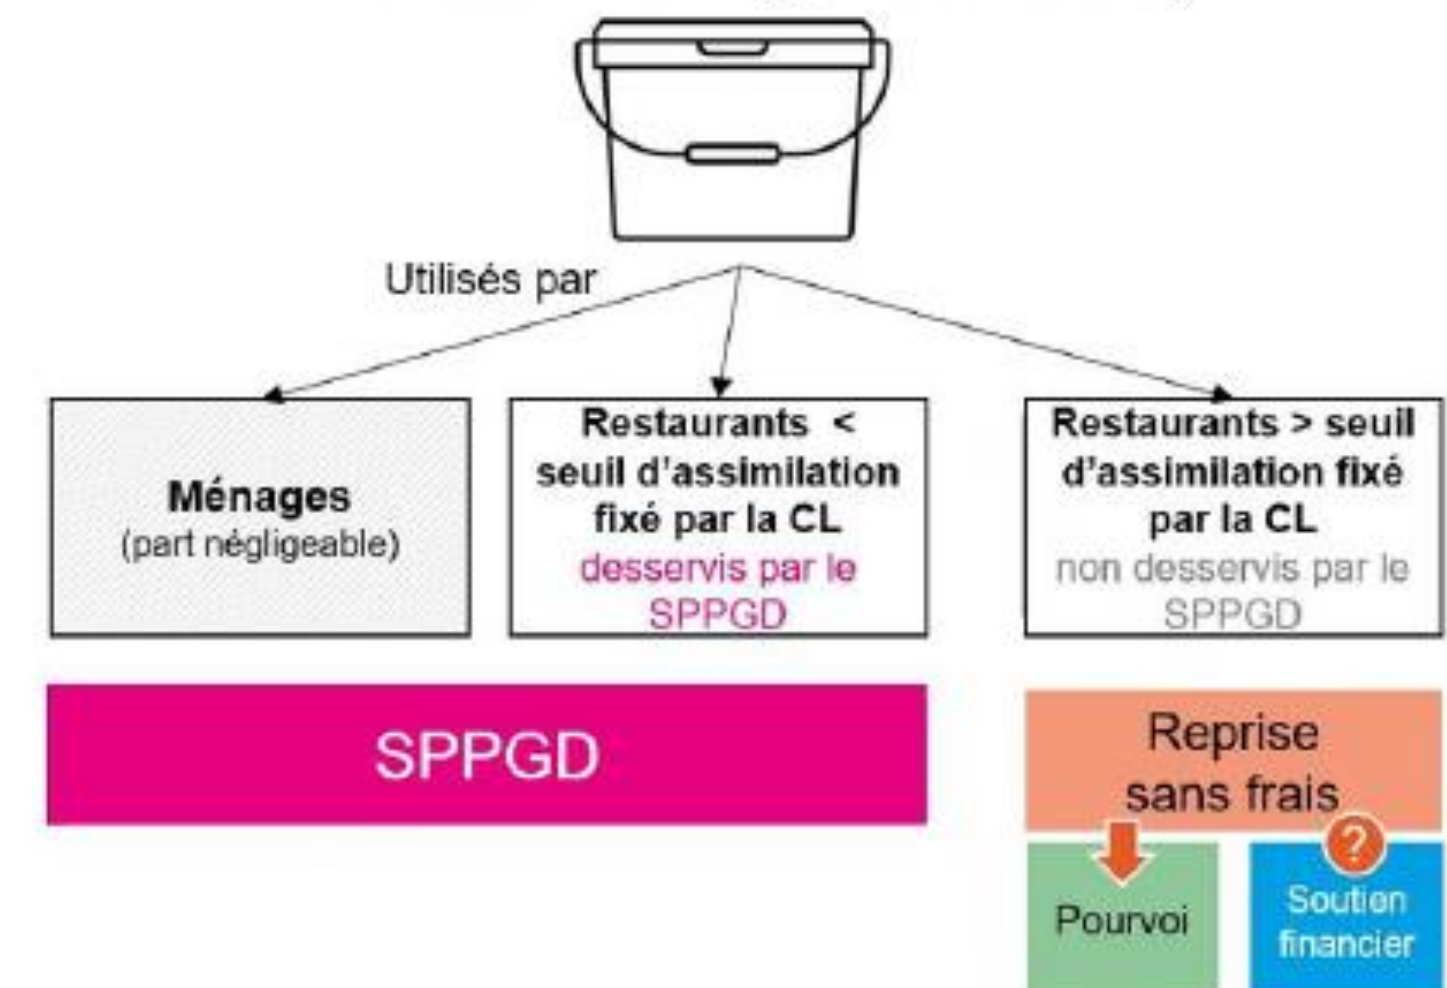 Utilisés par
Ménages
(part négligeable)
Restaurants <
seuil d'assimilation
fixé par la CL
desservis par le
SPPGD
Restaurants > seuil
d'assimilation fixé
par la CL
non desservis par le
SPPGD
SPPGD
Reprise
sans frais
?
Pourvoi
Soutien
financier